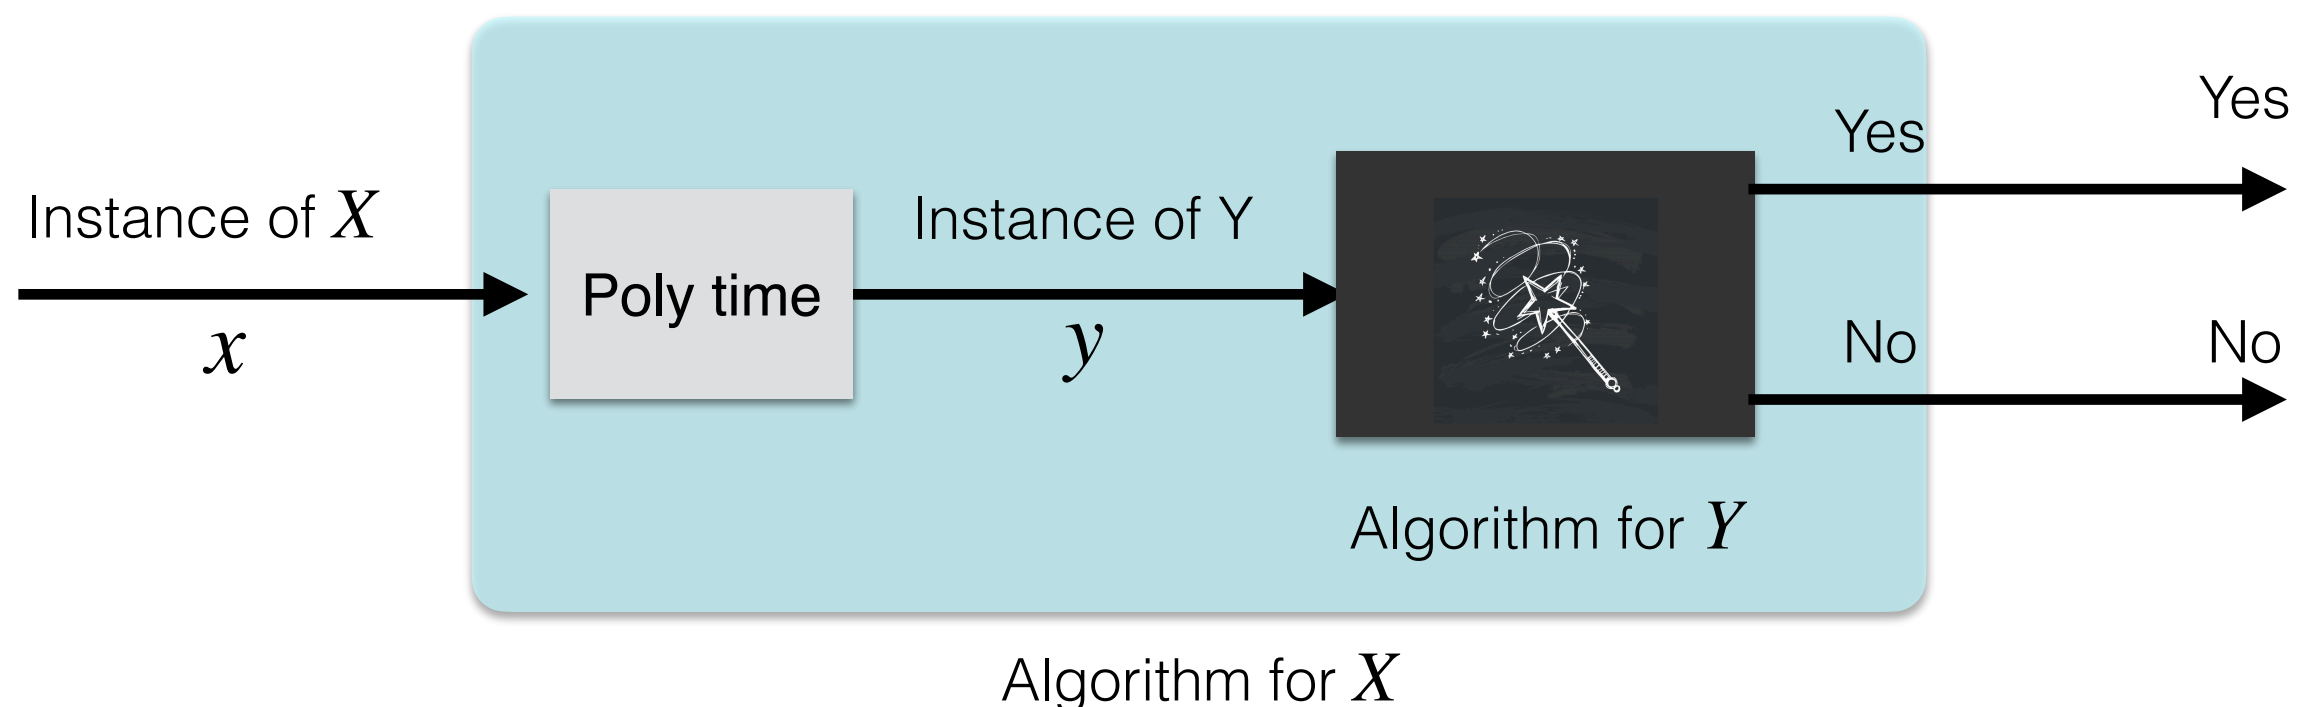 Instance of X
x
Poly time
Instance of Y
y
Yes
No
Algorithm for Y
Yes
No
Algorithm for X